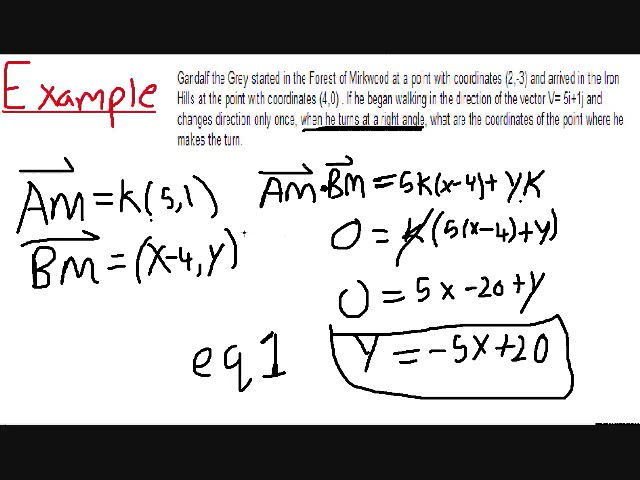 Example
Gandalf the Grey started in the Forest of Mirkwood at a point with coordinates (2,-3) and arrived in the Iron
Hills at the point with coordinates (4,0) . If he began walking in the direction of the vector V= 5i+1j and
changes direction only once, when he turns at a right angle, what are the coordinates of the point where he
makes the turn.
AM = K(5,1)
BM = (X-4, Y)
AM · BM = 5K(x-4) + Y.K
0 = K(5(x-4)+y)
0 = 5x -20 + y
eq 1
Y = -5X+20